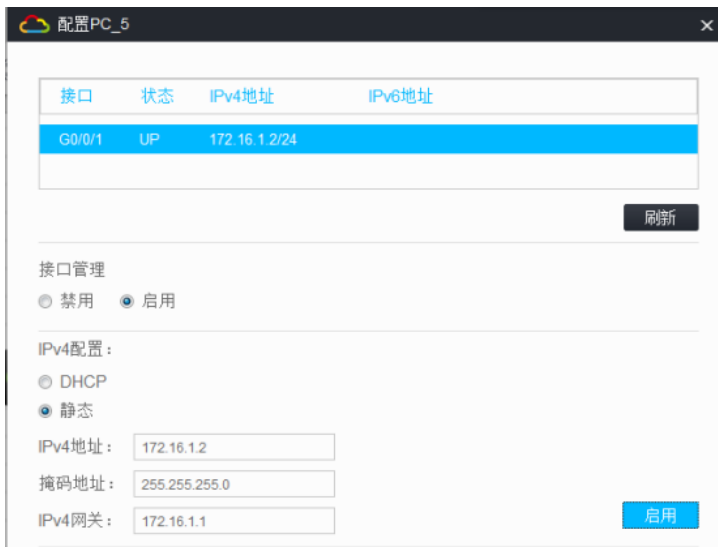 配置PC_5
接口 状态 IPv4地址 IPv6地址
G0/0/1 UP 172.16.1.2/24
刷新
接口管理
禁用 启用
IPv4配置：
DHCP
静态
IPv4地址： 172.16.1.2
掩码地址： 255.255.255.0
IPv4网关： 172.16.1.1 启用